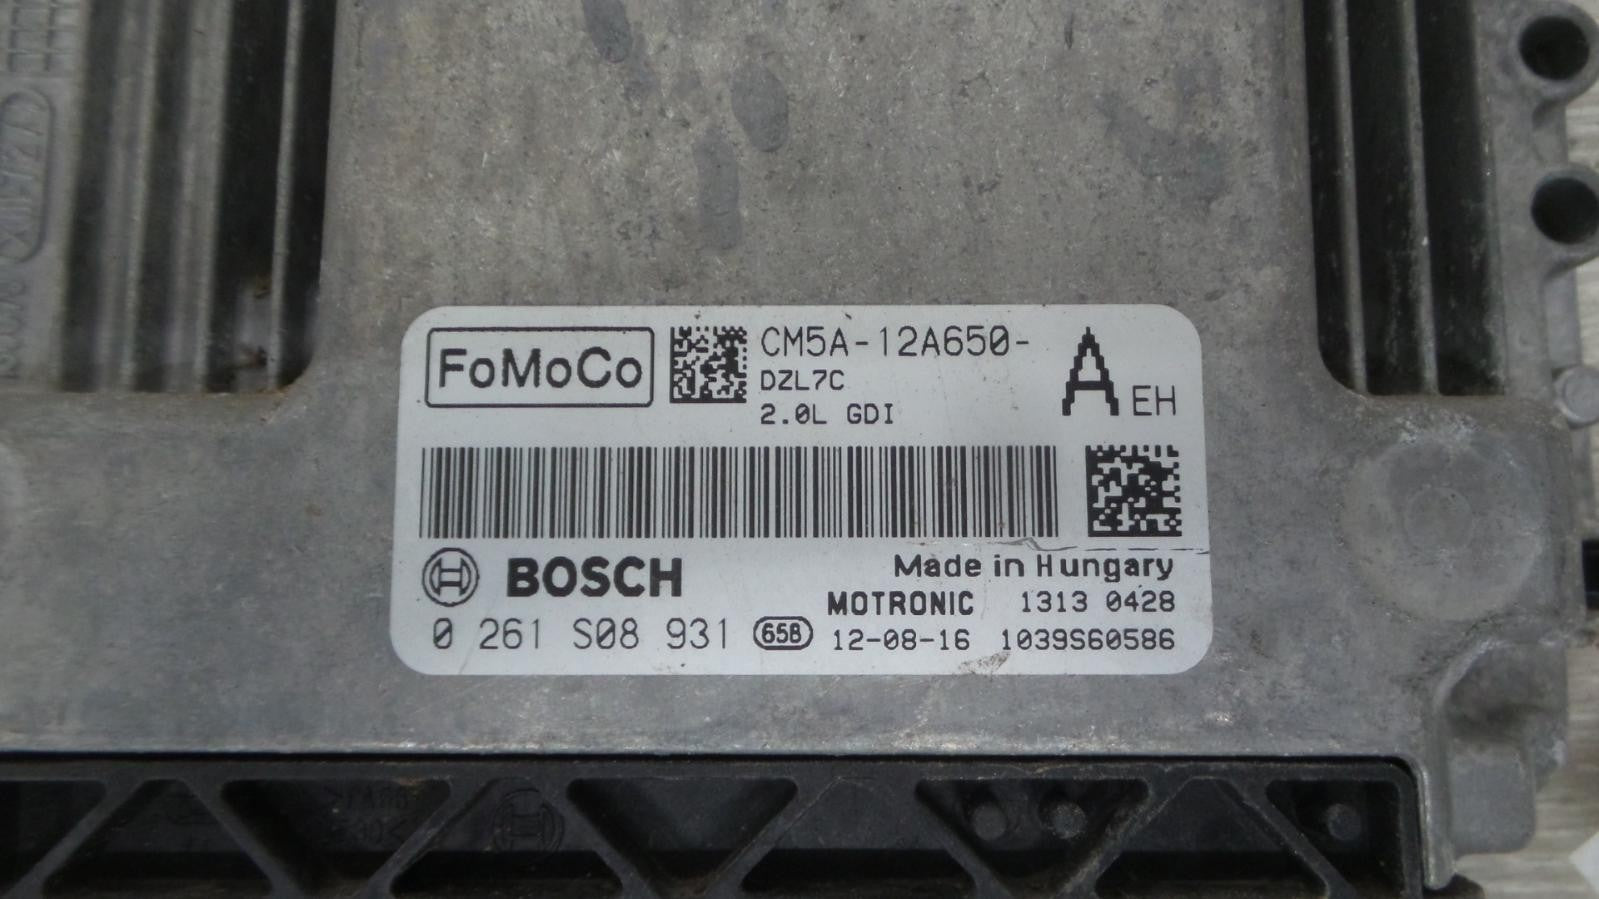 FoMoCo
CM5A-12A650-
A EH
DZL7C
2.0L GDI
BOSCH
Made in Hungary
MOTRONIC 1313 0428
0 261 S08 931 65B 12-08-16 1039S60586